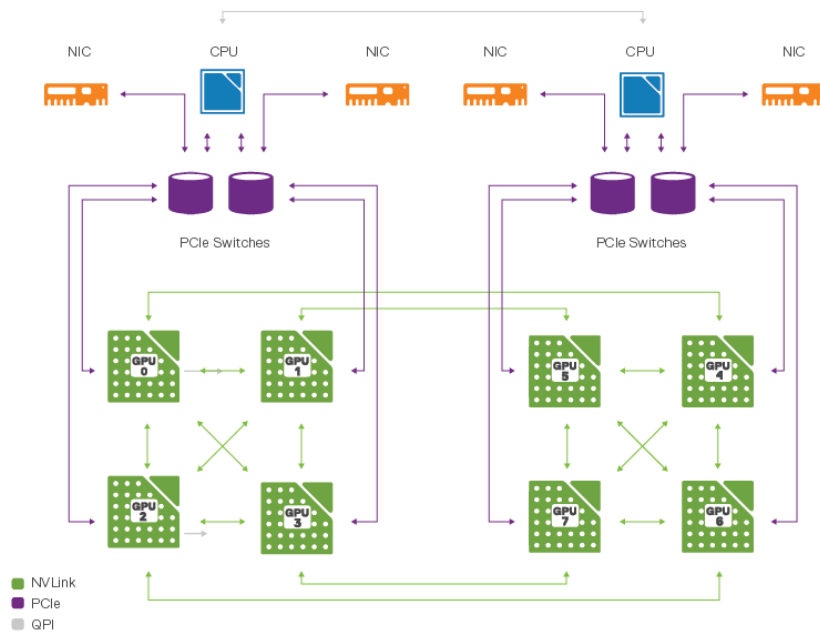 NIC
CPU
NIC
NIC
CPU
NIC
PCIe Switches
PCIe Switches
GPU
0
GPU
1
GPU
5
GPU
4
GPU
2
GPU
3
GPU
7
GPU
6
NVLink
PCIe
QPI